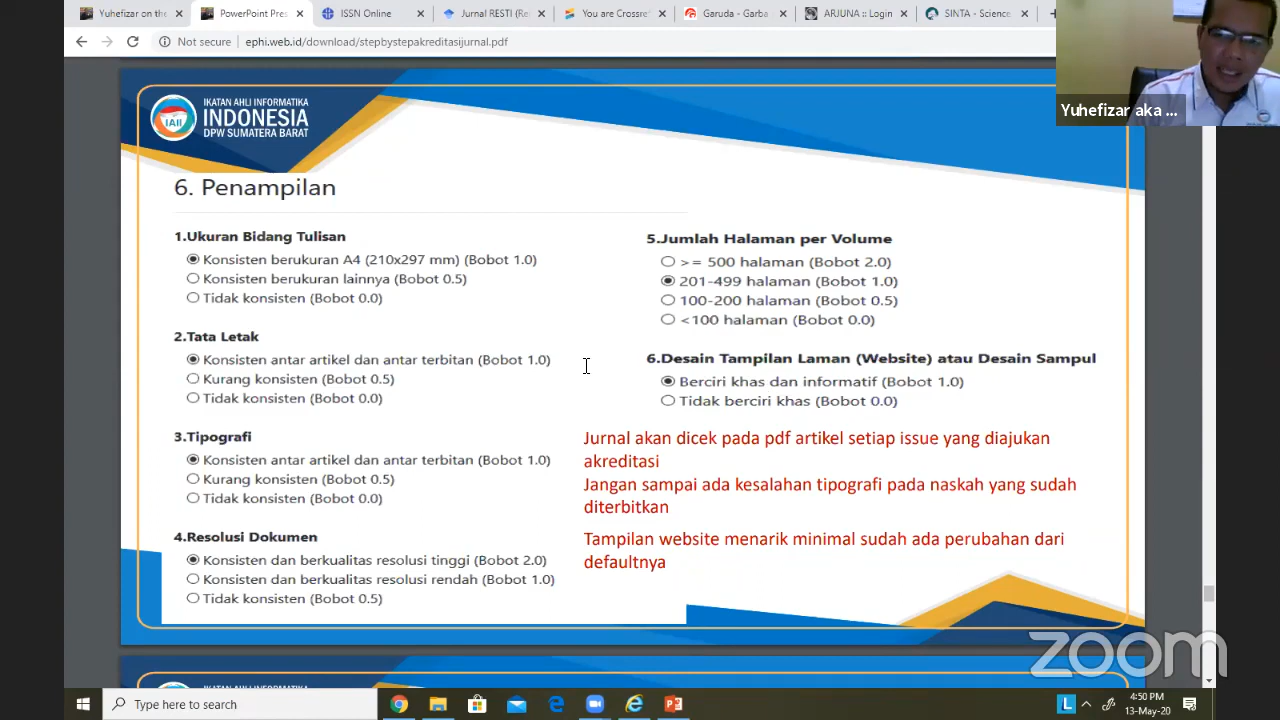 Yuhefizar on the
PowerPoint Pres
ISSN Online
Jurnal RESTI (Re
You are Crossref
Garuda - Garba
ARJUNA :: Login
SINTA - Science
Not secure
ephi.web.id/download/stepbystepakreditasijurnal.pdf
Yuhefizar aka ...
IAII
IKATAN AHLI INFORMATIKA
INDONESIA
DPW SUMATERA BARAT
6. Penampilan
1.Ukuran Bidang Tulisan
Konsisten berukuran A4 (210x297 mm) (Bobot 1.0)
Konsisten berukuran lainnya (Bobot 0.5)
Tidak konsisten (Bobot 0.0)
2.Tata Letak
Konsisten antar artikel dan antar terbitan (Bobot 1.0)
Kurang konsisten (Bobot 0.5)
Tidak konsisten (Bobot 0.0)
3.Tipografi
Konsisten antar artikel dan antar terbitan (Bobot 1.0)
Kurang konsisten (Bobot 0.5)
Tidak konsisten (Bobot 0.0)
4.Resolusi Dokumen
Konsisten dan berkualitas resolusi tinggi (Bobot 2.0)
Konsisten dan berkualitas resolusi rendah (Bobot 1.0)
Tidak konsisten (Bobot 0.5)
5.Jumlah Halaman per Volume
>= 500 halaman (Bobot 2.0)
201-499 halaman (Bobot 1.0)
100-200 halaman (Bobot 0.5)
<100 halaman (Bobot 0.0)
6.Desain Tampilan Laman (Website) atau Desain Sampul
Berciri khas dan informatif (Bobot 1.0)
Tidak berciri khas (Bobot 0.0)
Jurnal akan dicek pada pdf artikel setiap issue yang diajukan
akreditasi
Jangan sampai ada kesalahan tipografi pada naskah yang sudah
diterbitkan
Tampilan website menarik minimal sudah ada perubahan dari
defaultnya
zoom
Type here to search
4:50 PM
13-May-20